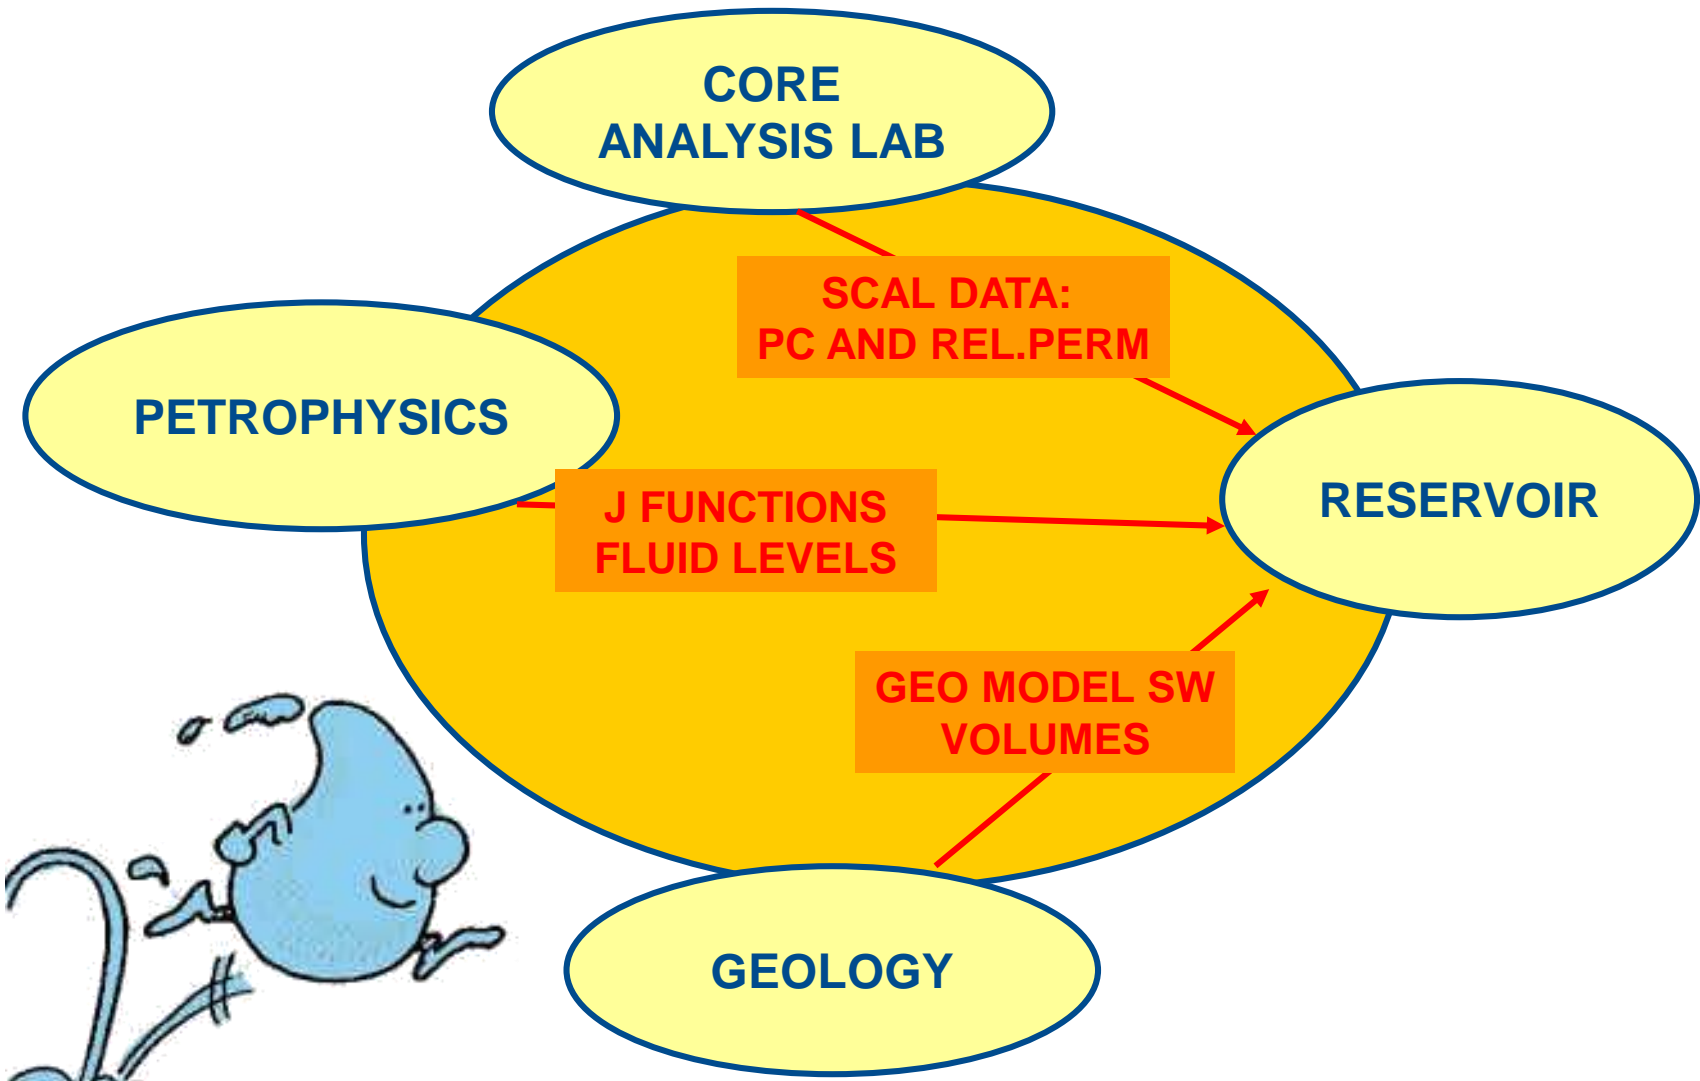 CORE
ANALYSIS LAB
SCAL DATA:
PC AND REL.PERM
PETROPHYSICS
J FUNCTIONS
FLUID LEVELS
RESERVOIR
GEO MODEL SW
VOLUMES
GEOLOGY